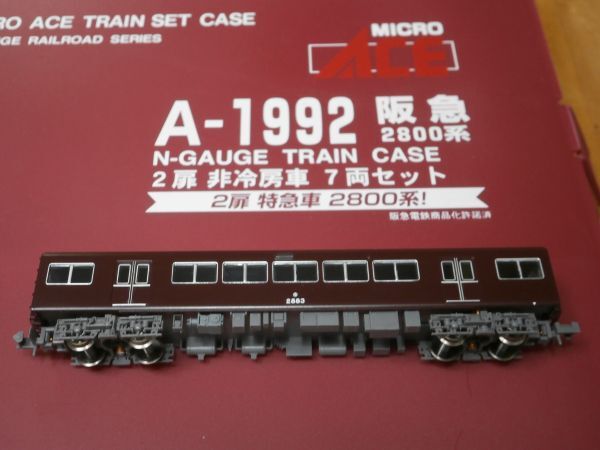 RO ACE TRAIN SET CASE
GE RAILROAD SERIES
MICRO
ACE
A-1992 阪急
2800系
N-GAUGE TRAIN CASE
2扉 非冷房車 7両セット
2扉 特急車 2800系!
阪急電鉄商品化許諾済
2883